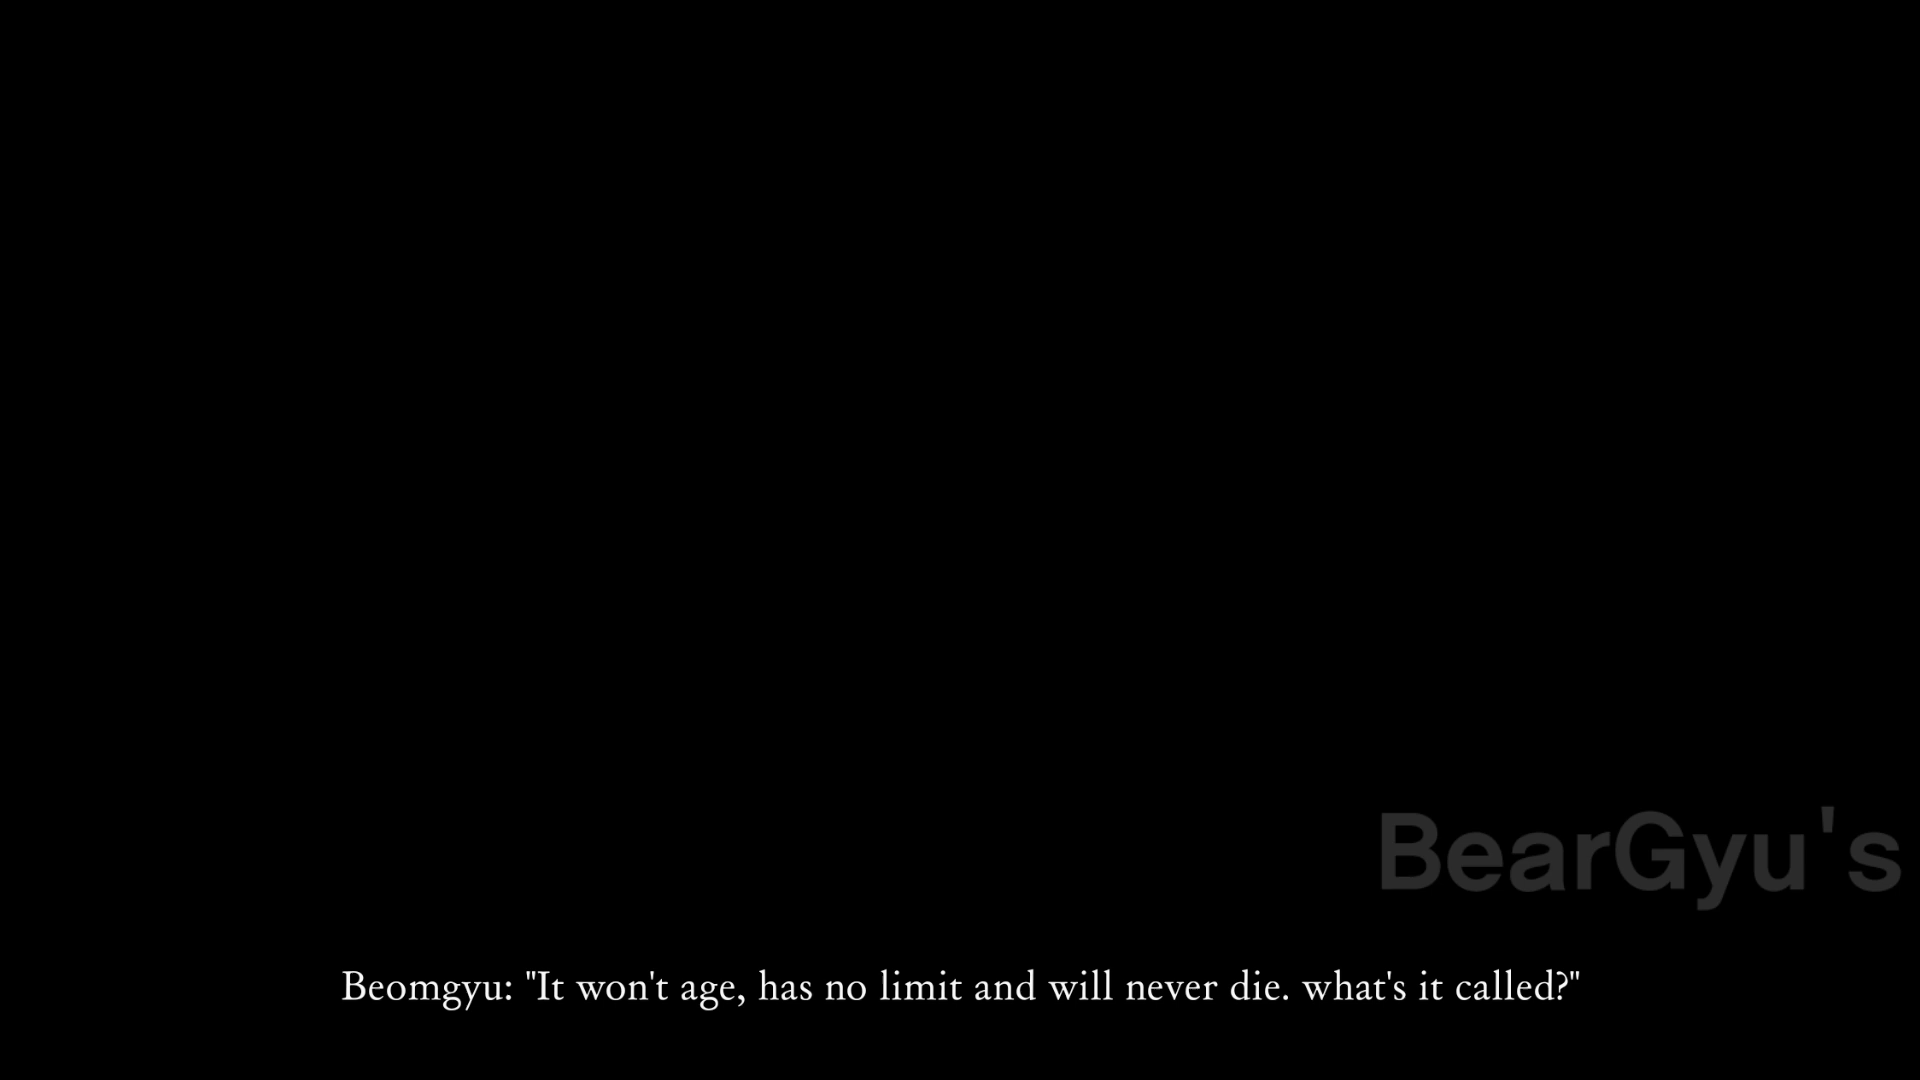 BearGyu's
Beomgyu: "It won't age, has no limit and will never die. what's it called?"